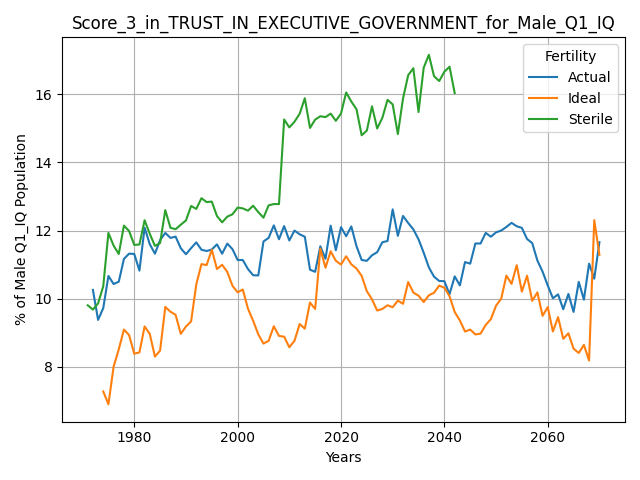 Score_3_in_TRUST_IN_EXECUTIVE_GOVERNMENT_for_Male_Q1_IQ
Fertility
Actual
Ideal
Sterile
% of Male Q1_IQ Population
16
14
12
10
8
1980
2000
2020
2040
2060
Years